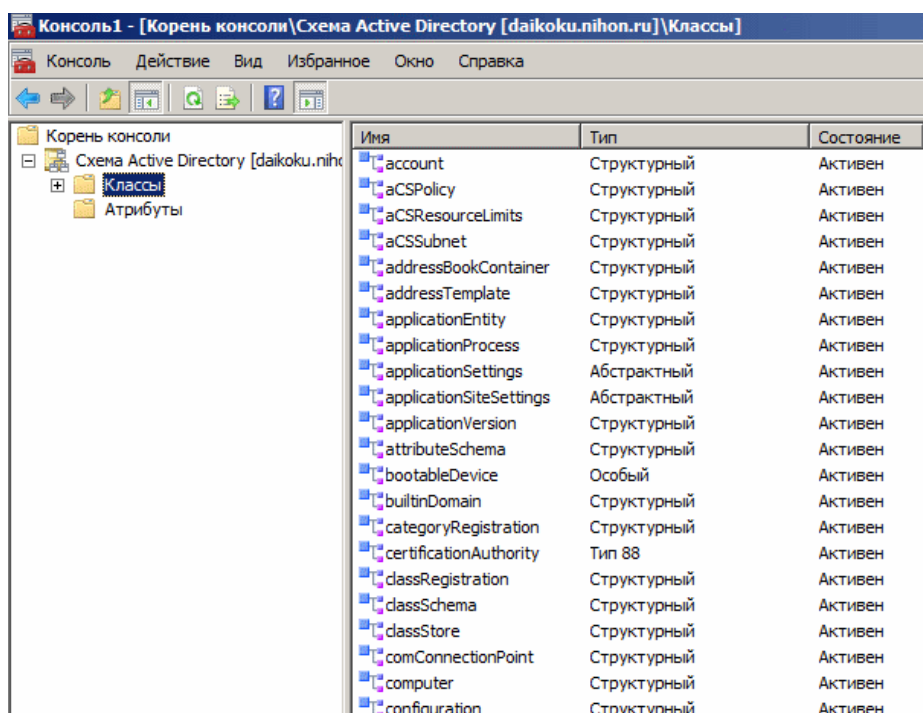 Консоль1 - [Корень консоли\Схема Active Directory [daikoku.nihon.ru]\Классы]
Консоль Действие Вид Избранное Окно Справка
Корень консоли
Схема Active Directory [daikoku.niho
Классы
Атрибуты
Имя Тип Состояние
account Структурный Активен
aCSPolicy Структурный Активен
aCSResourceLimits Структурный Активен
aCSSubnet Структурный Активен
addressBookContainer Структурный Активен
addressTemplate Структурный Активен
applicationEntity Структурный Активен
applicationProcess Структурный Активен
applicationSettings Абстрактный Активен
applicationSiteSettings Абстрактный Активен
applicationVersion Структурный Активен
attributeSchema Структурный Активен
bootableDevice Особый Активен
builtinDomain Структурный Активен
categoryRegistration Структурный Активен
certificationAuthority Тип 88 Активен
classRegistration Структурный Активен
classSchema Структурный Активен
classStore Структурный Активен
comConnectionPoint Структурный Активен
computer Структурный Активен
configuration Структурный Активен